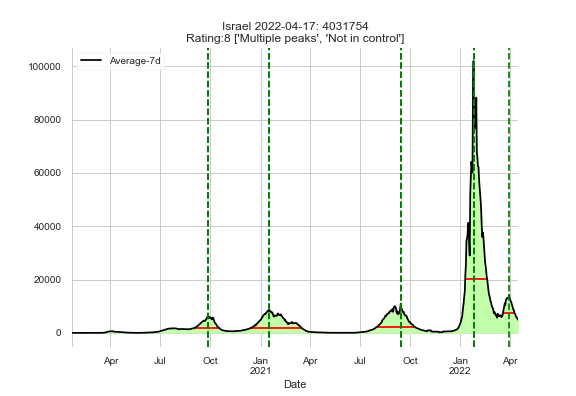 Israel 2022-04-17: 4031754
Rating:8 ['Multiple peaks', 'Not in control']
Average-7d
100000
80000
60000
40000
20000
0
Apr Jul Oct Jan Apr Jul Oct Jan Apr
2021 2022
Date